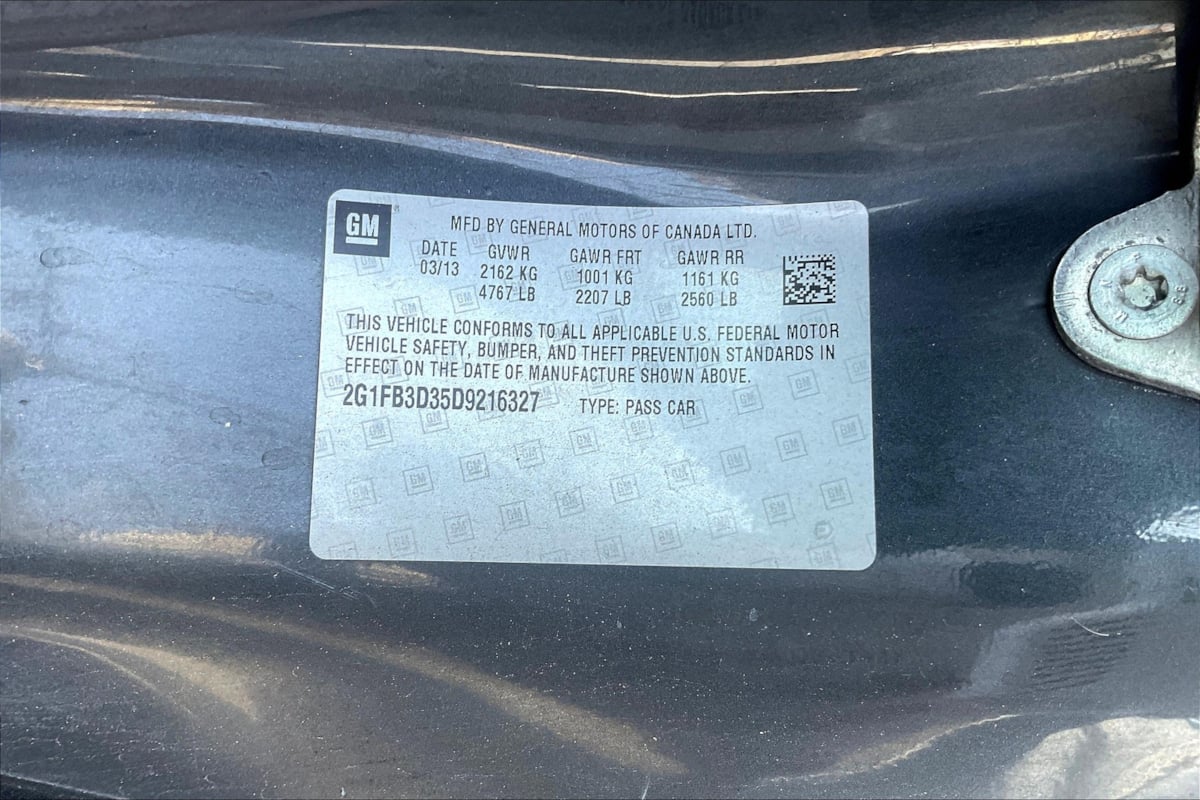 GM
MFD BY GENERAL MOTORS OF CANADA LTD.
DATE GVWR GAWR FRT GAWR RR
03/13 2162 KG 1001 KG 1161 KG
4767 LB 2207 LB 2560 LB
THIS VEHICLE CONFORMS TO ALL APPLICABLE U.S. FEDERAL MOTOR
VEHICLE SAFETY, BUMPER, AND THEFT PREVENTION STANDARDS IN
EFFECT ON THE DATE OF MANUFACTURE SHOWN ABOVE.
2G1FB3D35D9216327 TYPE: PASS CAR